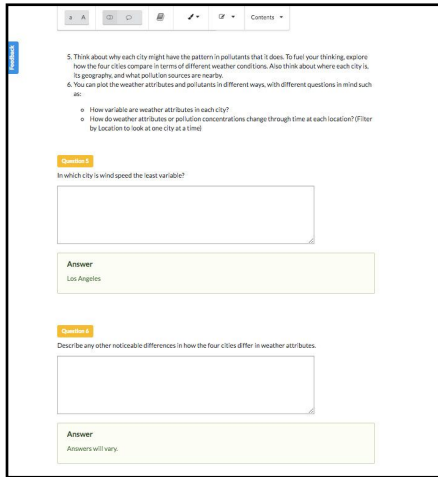 a A Contents
Feedback
5. Think about why each city might have the pattern in pollutants that it does. To fuel your thinking, explore
how the four cities compare in terms of different weather conditions. Also think about where each city is,
its geography, and what pollution sources are nearby.
6. You can plot the weather attributes and pollutants in different ways, with different questions in mind such
as:
o How variable are weather attributes in each city?
o How do weather attributes or pollution concentrations change through time at each location? (Filter
by Location to look at one city at a time)
Question 5
In which city is wind speed the least variable?
Answer
Los Angeles
Question 6
Describe any other noticeable differences in how the four cities differ in weather attributes.
Answer
Answers will vary.